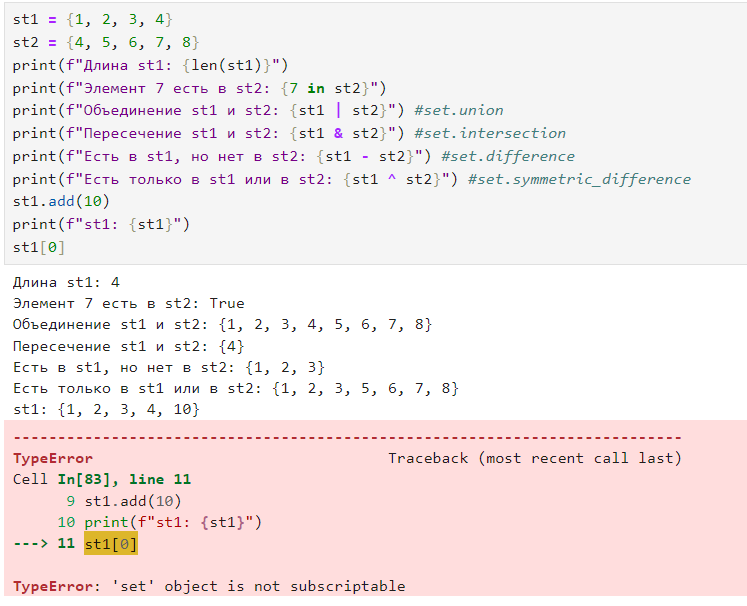 st1 = {1, 2, 3, 4}
st2 = {4, 5, 6, 7, 8}
print(f"Длина st1: {len(st1)}")
print(f"Элемент 7 есть в st2: {7 in st2}")
print(f"Объединение st1 и st2: {st1 | st2}") #set.union
print(f"Пересечение st1 и st2: {st1 & st2}") #set.intersection
print(f"Есть в st1, но нет в st2: {st1 - st2}") #set.difference
print(f"Есть только в st1 или в st2: {st1 ^ st2}") #set.symmetric_difference
st1.add(10)
print(f"st1: {st1}")
st1[0]
Длина st1: 4
Элемент 7 есть в st2: True
Объединение st1 и st2: {1, 2, 3, 4, 5, 6, 7, 8}
Пересечение st1 и st2: {4}
Есть в st1, но нет в st2: {1, 2, 3}
Есть только в st1 или в st2: {1, 2, 3, 5, 6, 7, 8}
st1: {1, 2, 3, 4, 10}
---------------------------------------------------------------------------
TypeError                                 Traceback (most recent call last)
Cell In[83], line 11
      9 st1.add(10)
     10 print(f"st1: {st1}")
---> 11 st1[0]
TypeError: 'set' object is not subscriptable